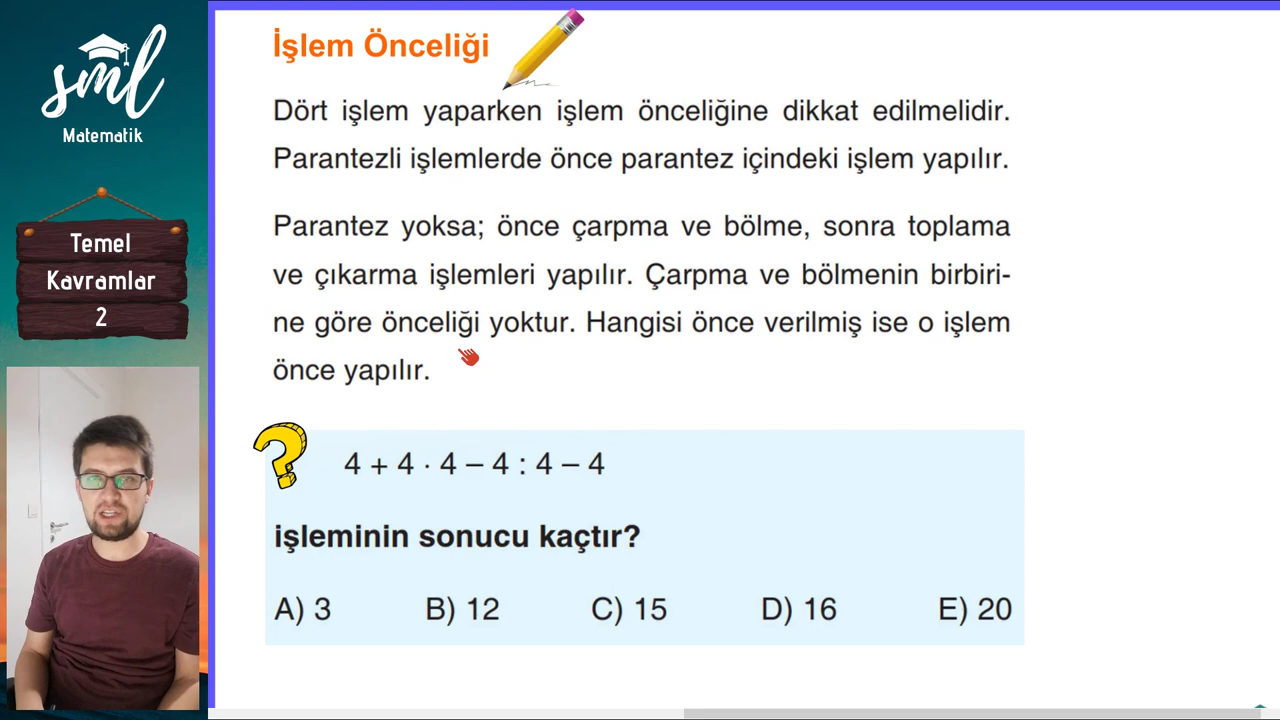 sml
Matematik
Temel
Kavramlar
2
İşlem Önceliği
Dört işlem yaparken işlem önceliğine dikkat edilmelidir.
Parantezli işlemlerde önce parantez içindeki işlem yapılır.
Parantez yoksa; önce çarpma ve bölme, sonra toplama
ve çıkarma işlemleri yapılır. Çarpma ve bölmenin birbiri-
ne göre önceliği yoktur. Hangisi önce verilmiş ise o işlem
önce yapılır.
? 4 + 4 · 4 – 4 : 4 – 4
işleminin sonucu kaçtır?
A) 3 B) 12 C) 15 D) 16 E) 20